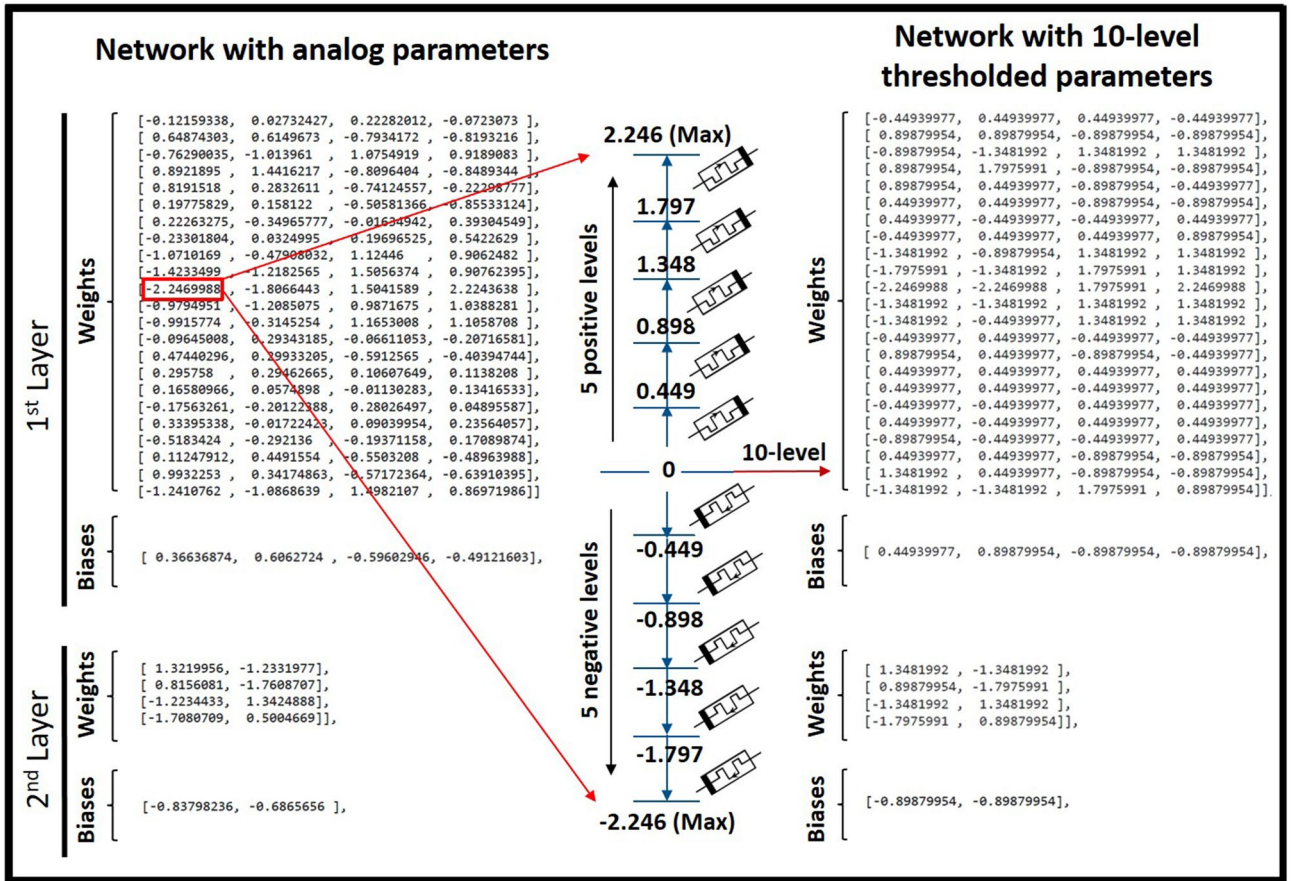 Network with analog parameters
Network with 10-level
thresholded parameters
1st Layer
Weights
[-0.12159338, 0.02732427, 0.22282012, -0.0723073 ],
[ 0.64874303, 0.6149673 , -0.7934172 , -0.8193216 ],
[-0.76290035, -1.013961 , 1.0754919 , 0.9189083 ],
[ 0.8921895 , 1.4416217 , -0.8096404 , -0.8489344 ],
[ 0.8191518 , 0.2832611 , -0.74124557, -0.22298777],
[ 0.19775829, 0.158122 , -0.50581366, -0.85533124],
[ 0.22263275, -0.34965777, -0.01634942, 0.39304549],
[-0.23301804, 0.0324995 , 0.19696525, 0.5422629 ],
[-1.0710169 , -0.47908032, 1.12446 , 0.9062482 ],
[-1.4233499 , -1.2182565 , 1.5056374 , 0.90762395],
[-2.2469988 , -1.8066443 , 1.5041589 , 2.2243638 ],
[-0.9794951 , -1.2085075 , 0.9871675 , 1.0388281 ],
[-0.9915774 , -0.3145254 , 1.1653008 , 1.1058708 ],
[-0.09645008, 0.29343185, -0.06611053, -0.20716581],
[ 0.47440296, 0.29933205, -0.5912565 , -0.40394744],
[ 0.295758 , 0.29462665, 0.10607649, 0.1138208 ],
[ 0.16580966, 0.0574898 , -0.01130283, 0.13416533],
[-0.17563261, -0.20122388, 0.28026497, 0.04895587],
[ 0.33395338, -0.01722423, 0.09039954, 0.23564057],
[-0.5183424 , -0.292136 , -0.19371158, 0.17089874],
[ 0.11247912, 0.4491554 , -0.5503208 , -0.48963988],
[ 0.9932253 , 0.34174863, -0.57172364, -0.63910395],
[-1.2410762 , -1.0868639 , 1.4982107 , 0.86971986]]
Biases
[ 0.36636874, 0.6062724 , -0.59602946, -0.49121603],
2nd Layer
Weights
[ 1.3219956, -1.2331977],
[ 0.8156081, -1.7608707],
[-1.2234433, 1.3424888],
[-1.7080709, 0.5004669]],
Biases
[-0.83798236, -0.6865656 ],
2.246 (Max)
1.797
1.348
0.898
0.449
0
10-level
-0.449
-0.898
-1.348
-1.797
-2.246 (Max)
5 positive levels
5 negative levels
Weights
[-0.44939977, 0.44939977, 0.44939977, -0.44939977],
[ 0.89879954, 0.89879954, -0.89879954, -0.89879954],
[-0.89879954, -1.3481992 , 1.3481992 , 1.3481992 ],
[ 0.89879954, 1.7975991 , -0.89879954, -0.89879954],
[ 0.89879954, 0.44939977, -0.89879954, -0.44939977],
[ 0.44939977, 0.44939977, -0.89879954, -0.89879954],
[ 0.44939977, -0.44939977, -0.44939977, 0.44939977],
[-0.44939977, 0.44939977, 0.44939977, 0.89879954],
[-1.3481992 , -0.89879954, 1.3481992 , 1.3481992 ],
[-1.7975991 , -1.3481992 , 1.7975991 , 1.3481992 ],
[-2.2469988 , -2.2469988 , 1.7975991 , 2.2469988 ],
[-1.3481992 , -1.3481992 , 1.3481992 , 1.3481992 ],
[-1.3481992 , -0.44939977, 1.3481992 , 1.3481992 ],
[-0.44939977, 0.44939977, -0.44939977, -0.44939977],
[ 0.89879954, 0.44939977, -0.89879954, -0.44939977],
[ 0.44939977, 0.44939977, 0.44939977, 0.44939977],
[ 0.44939977, 0.44939977, -0.44939977, 0.44939977],
[-0.44939977, -0.44939977, 0.44939977, 0.44939977],
[ 0.44939977, -0.44939977, 0.44939977, 0.44939977],
[-0.89879954, -0.44939977, -0.44939977, 0.44939977],
[ 0.44939977, 0.44939977, -0.89879954, -0.89879954],
[ 1.3481992 , 0.44939977, -0.89879954, -0.89879954],
[-1.3481992 , -1.3481992 , 1.7975991 , 0.89879954]],
Biases
[ 0.44939977, 0.89879954, -0.89879954, -0.89879954],
Weights
[ 1.3481992 , -1.3481992 ],
[ 0.89879954, -1.7975991 ],
[-1.3481992 , 1.3481992 ],
[-1.7975991 , 0.89879954]],
Biases
[-0.89879954, -0.89879954],